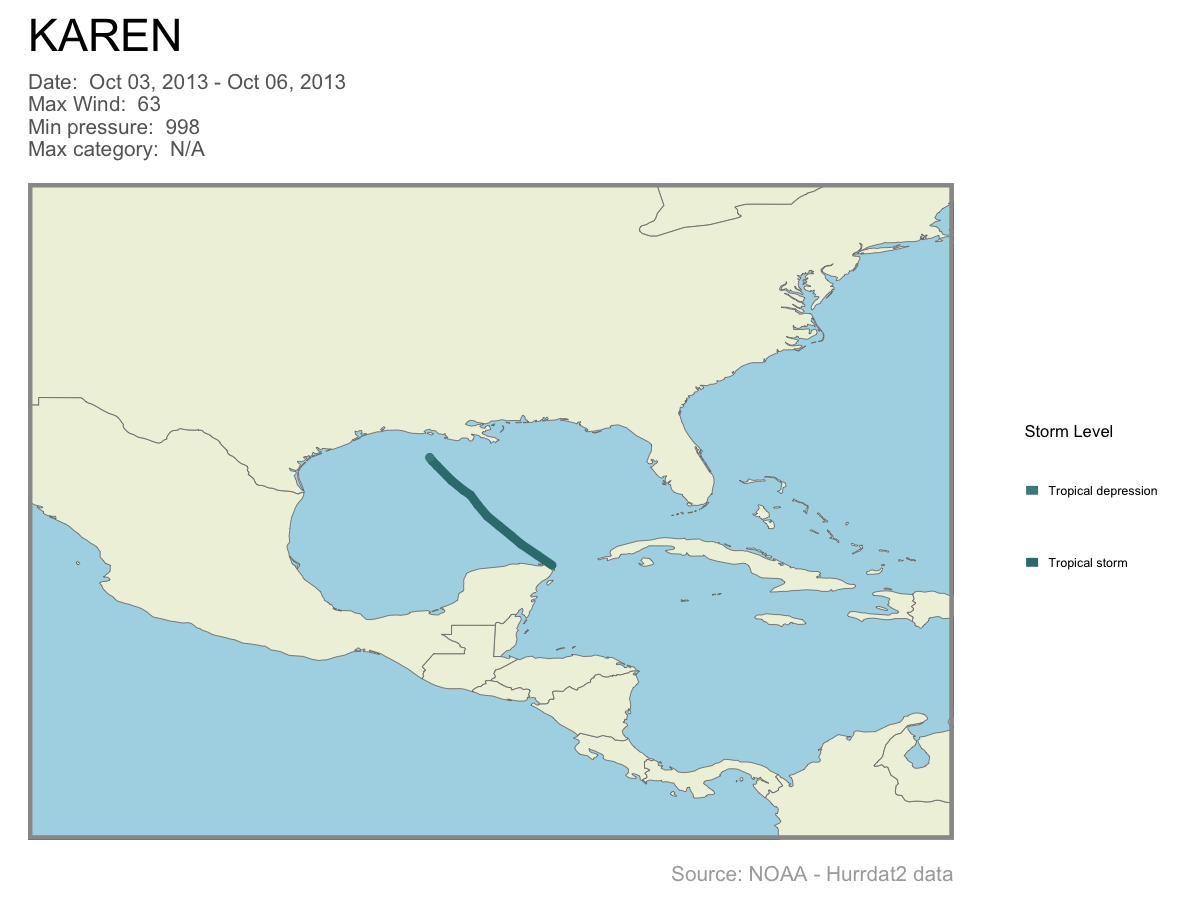 KAREN
Date:  Oct 03, 2013 - Oct 06, 2013
Max Wind:  63
Min pressure:  998
Max category:  N/A
Storm Level
Tropical depression
Tropical storm
Source: NOAA - Hurrdat2 data